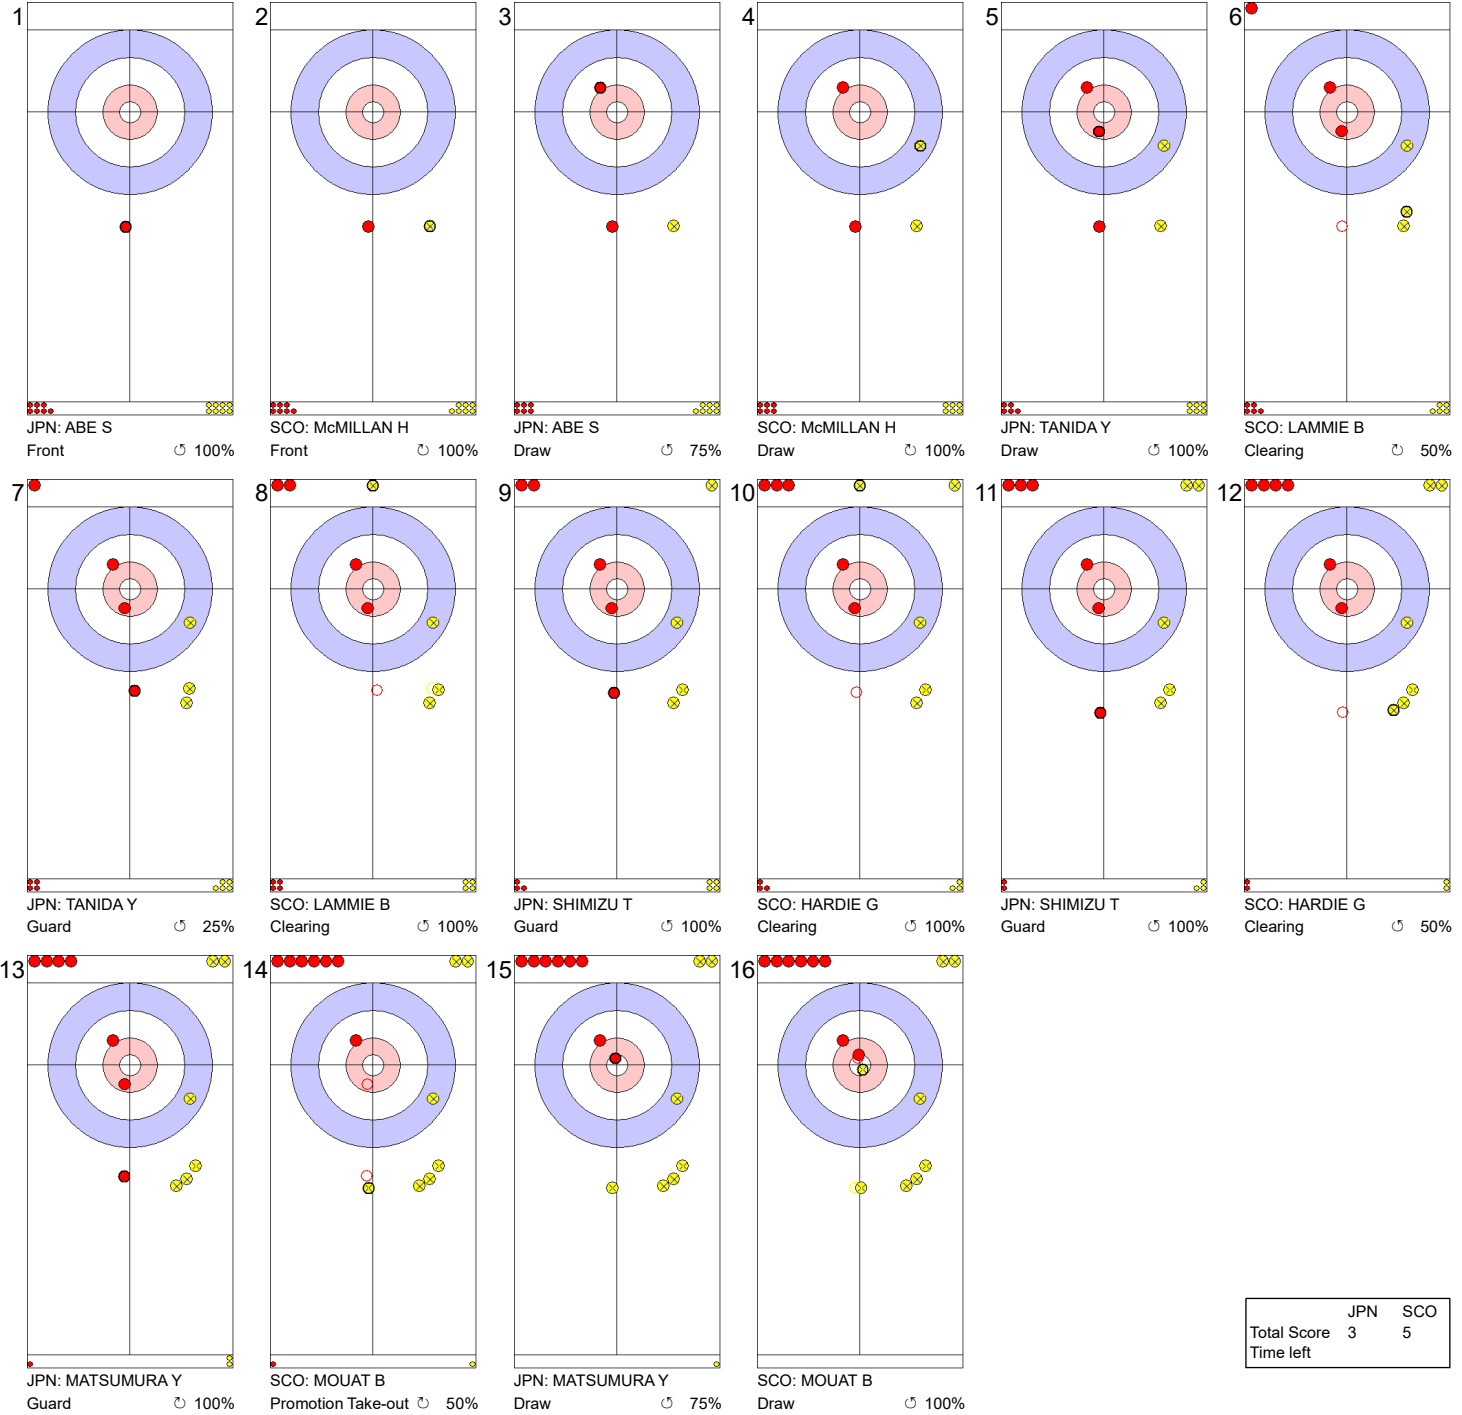 1
JPN: ABE S
Front 100%
2
SCO: McMILLAN H
Front 100%
3
JPN: ABE S
Draw 75%
4
SCO: McMILLAN H
Draw 100%
5
JPN: TANIDA Y
Draw 100%
6
SCO: LAMMIE B
Clearing 50%
7
JPN: TANIDA Y
Guard 25%
8
SCO: LAMMIE B
Clearing 100%
9
JPN: SHIMIZU T
Guard 100%
10
SCO: HARDIE G
Clearing 100%
11
JPN: SHIMIZU T
Guard 100%
12
SCO: HARDIE G
Clearing 50%
13
JPN: MATSUMURA Y
Guard 100%
14
SCO: MOUAT B
Promotion Take-out 50%
15
JPN: MATSUMURA Y
Draw 75%
16
SCO: MOUAT B
Draw 100%
JPN SCO
Total Score 3 5
Time left